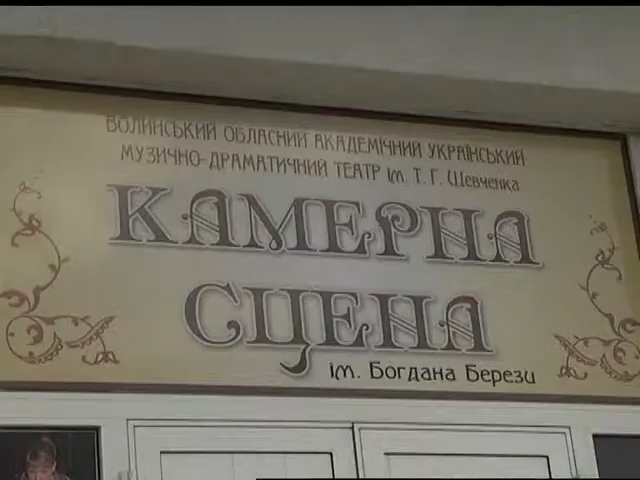 ВОЛИНСЬКИЙ ОБЛАСНИЙ АКАДЕМІЧНИЙ УКРАЇНСЬКИЙ
МУЗИЧНО-ДРАМАТИЧНИЙ ТЕАТР ім. Т. Г. Шевченка
КАМЕРНА
СЦЕНА
ім. Богдана Берези